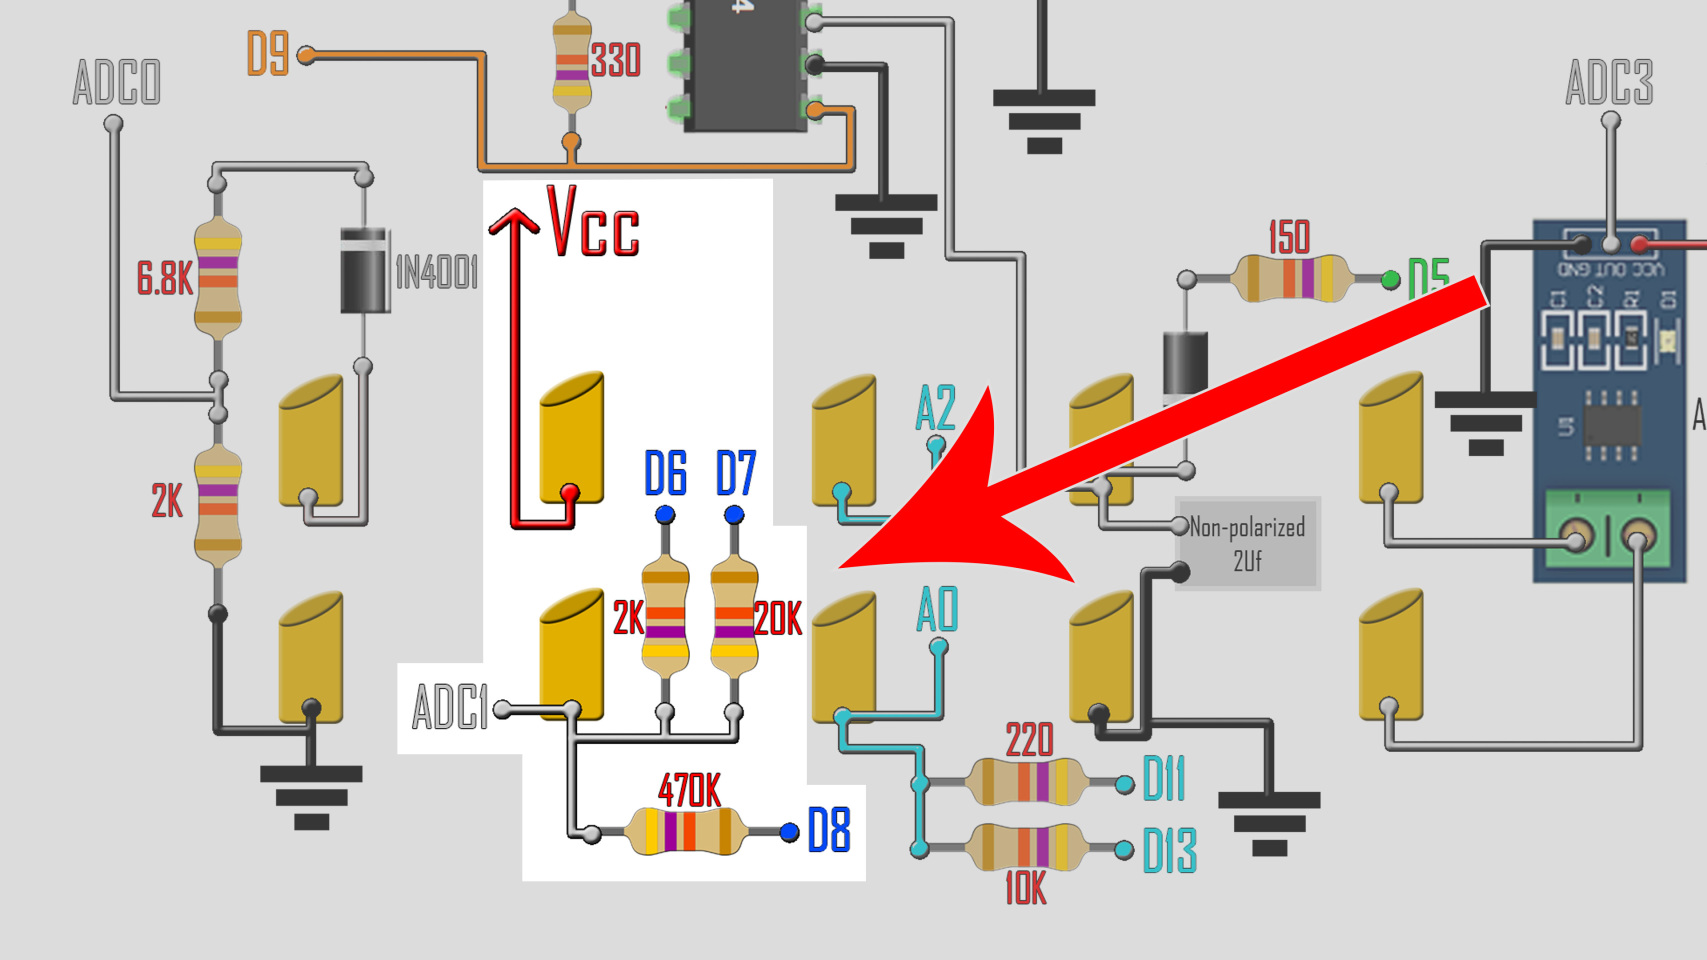 4
D9
330
ADC0
ADC3
Vcc
150
D5
6.8K
1N4001
GND OUT VCC
C1
C2
R1
D1
A2
U1
A
D6
D7
2K
Non-polarized
2Uf
2K
20K
A0
ADC1
220
D11
470K
D8
D13
10K